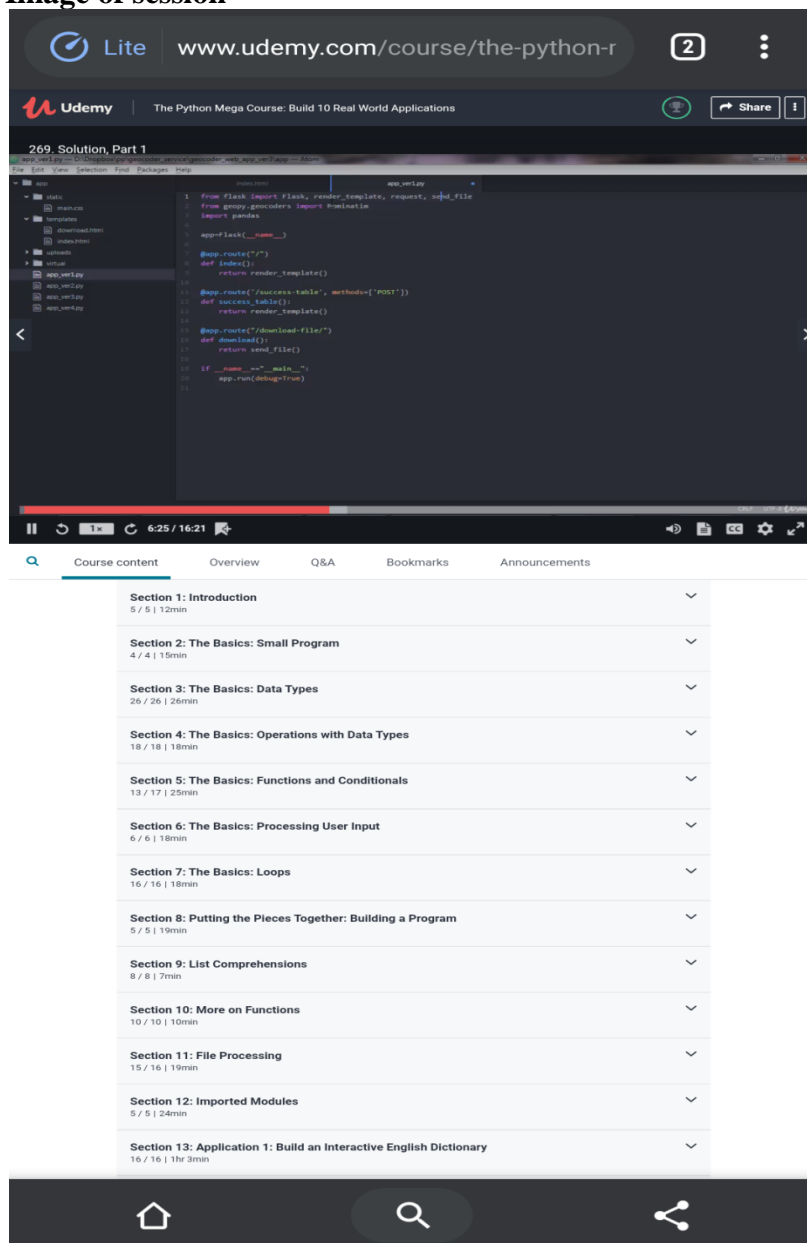 Image of session
Lite www.udemy.com/course/the-python-r 2
Udemy The Python Mega Course: Build 10 Real World Applications Share
269. Solution, Part 1
File Edit View Selection Find Packages Help
app
index.html app_ver1.py
static
main.css
templates
download.html
index.html
uploads
virtual
app_ver1.py
app_ver2.py
app_ver3.py
app_ver4.py
1 from flask import Flask, render_template, request, send_file
2 from geopy.geocoders import Nominatim
3 import pandas
4
5 app=Flask(__name__)
6
7 @app.route("/")
8 def index():
9 return render_template()
10
11 @app.route('/success-table', methods=['POST'])
12 def success_table():
13 return render_template()
14
15 @app.route("/download-file/")
16 def download():
17 return send_file()
18
19 if __name__=="__main__":
20 app.run(debug=True)
21
1x 6:25 / 16:21 CC
Course content Overview Q&A Bookmarks Announcements
Section 1: Introduction
5 / 5 | 12min
Section 2: The Basics: Small Program
4 / 4 | 15min
Section 3: The Basics: Data Types
26 / 26 | 26min
Section 4: The Basics: Operations with Data Types
18 / 18 | 18min
Section 5: The Basics: Functions and Conditionals
13 / 17 | 25min
Section 6: The Basics: Processing User Input
6 / 6 | 18min
Section 7: The Basics: Loops
16 / 16 | 18min
Section 8: Putting the Pieces Together: Building a Program
5 / 5 | 19min
Section 9: List Comprehensions
8 / 8 | 7min
Section 10: More on Functions
10 / 10 | 10min
Section 11: File Processing
15 / 16 | 19min
Section 12: Imported Modules
5 / 5 | 24min
Section 13: Application 1: Build an Interactive English Dictionary
16 / 16 | 1hr 3min